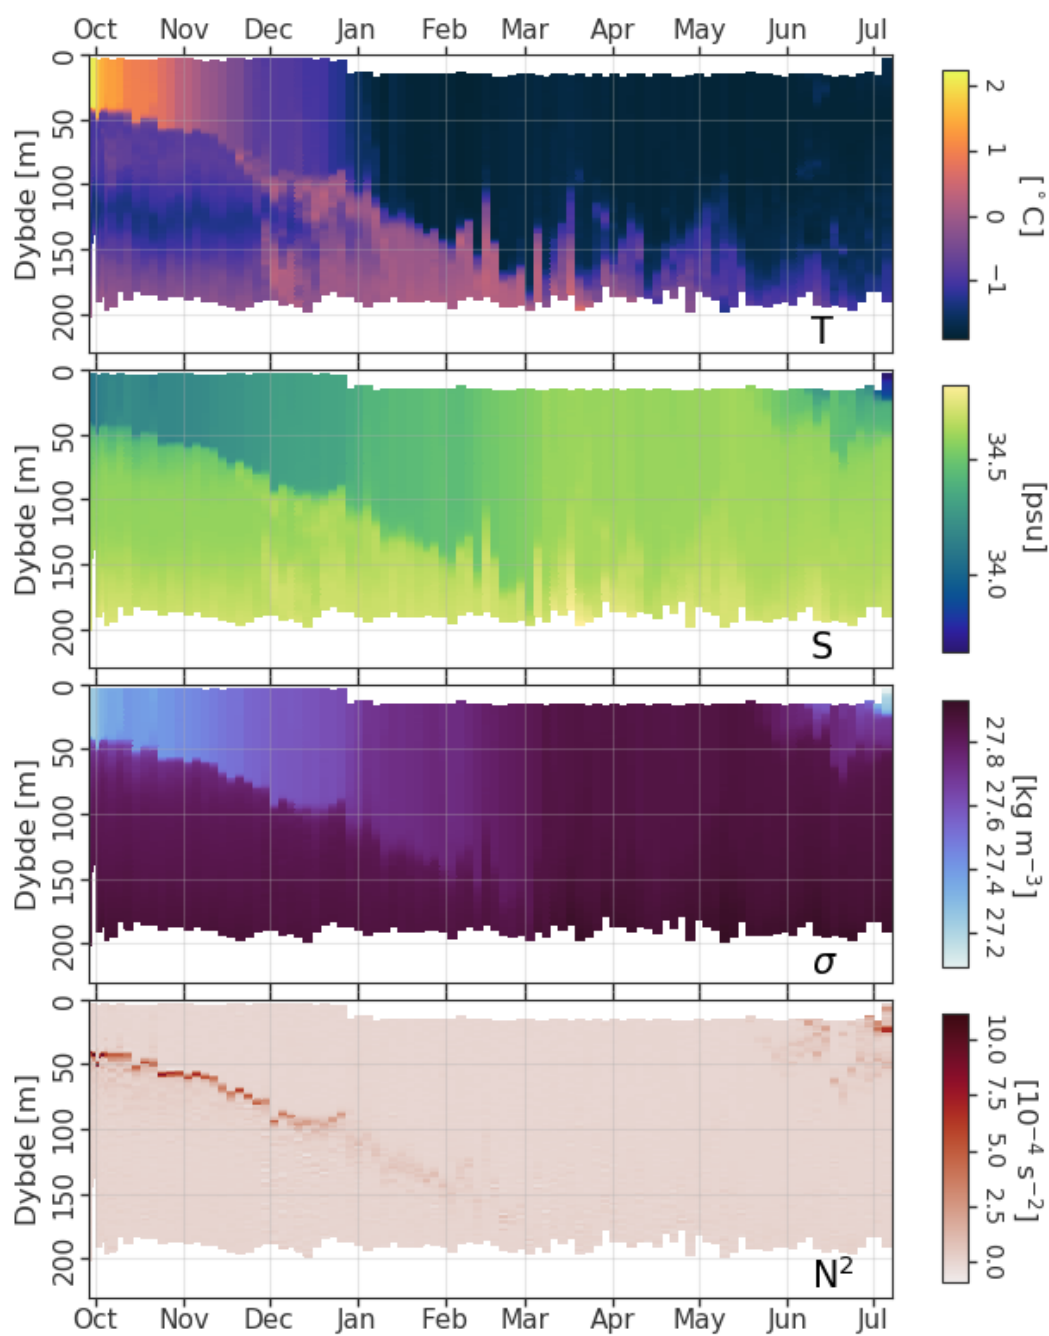 Oct Nov Dec Jan Feb Mar Apr May Jun Jul
0
50
100
150
200
Dybde [m]
T
2
1
0
−1
[°C]
0
50
100
150
200
Dybde [m]
S
34.5
34.0
[psu]
0
50
100
150
200
Dybde [m]
σ
27.8
27.6
27.4
27.2
[kg m⁻³]
0
50
100
150
200
Dybde [m]
N²
10.0
7.5
5.0
2.5
0.0
[10⁻⁴ s⁻²]
Oct Nov Dec Jan Feb Mar Apr May Jun Jul